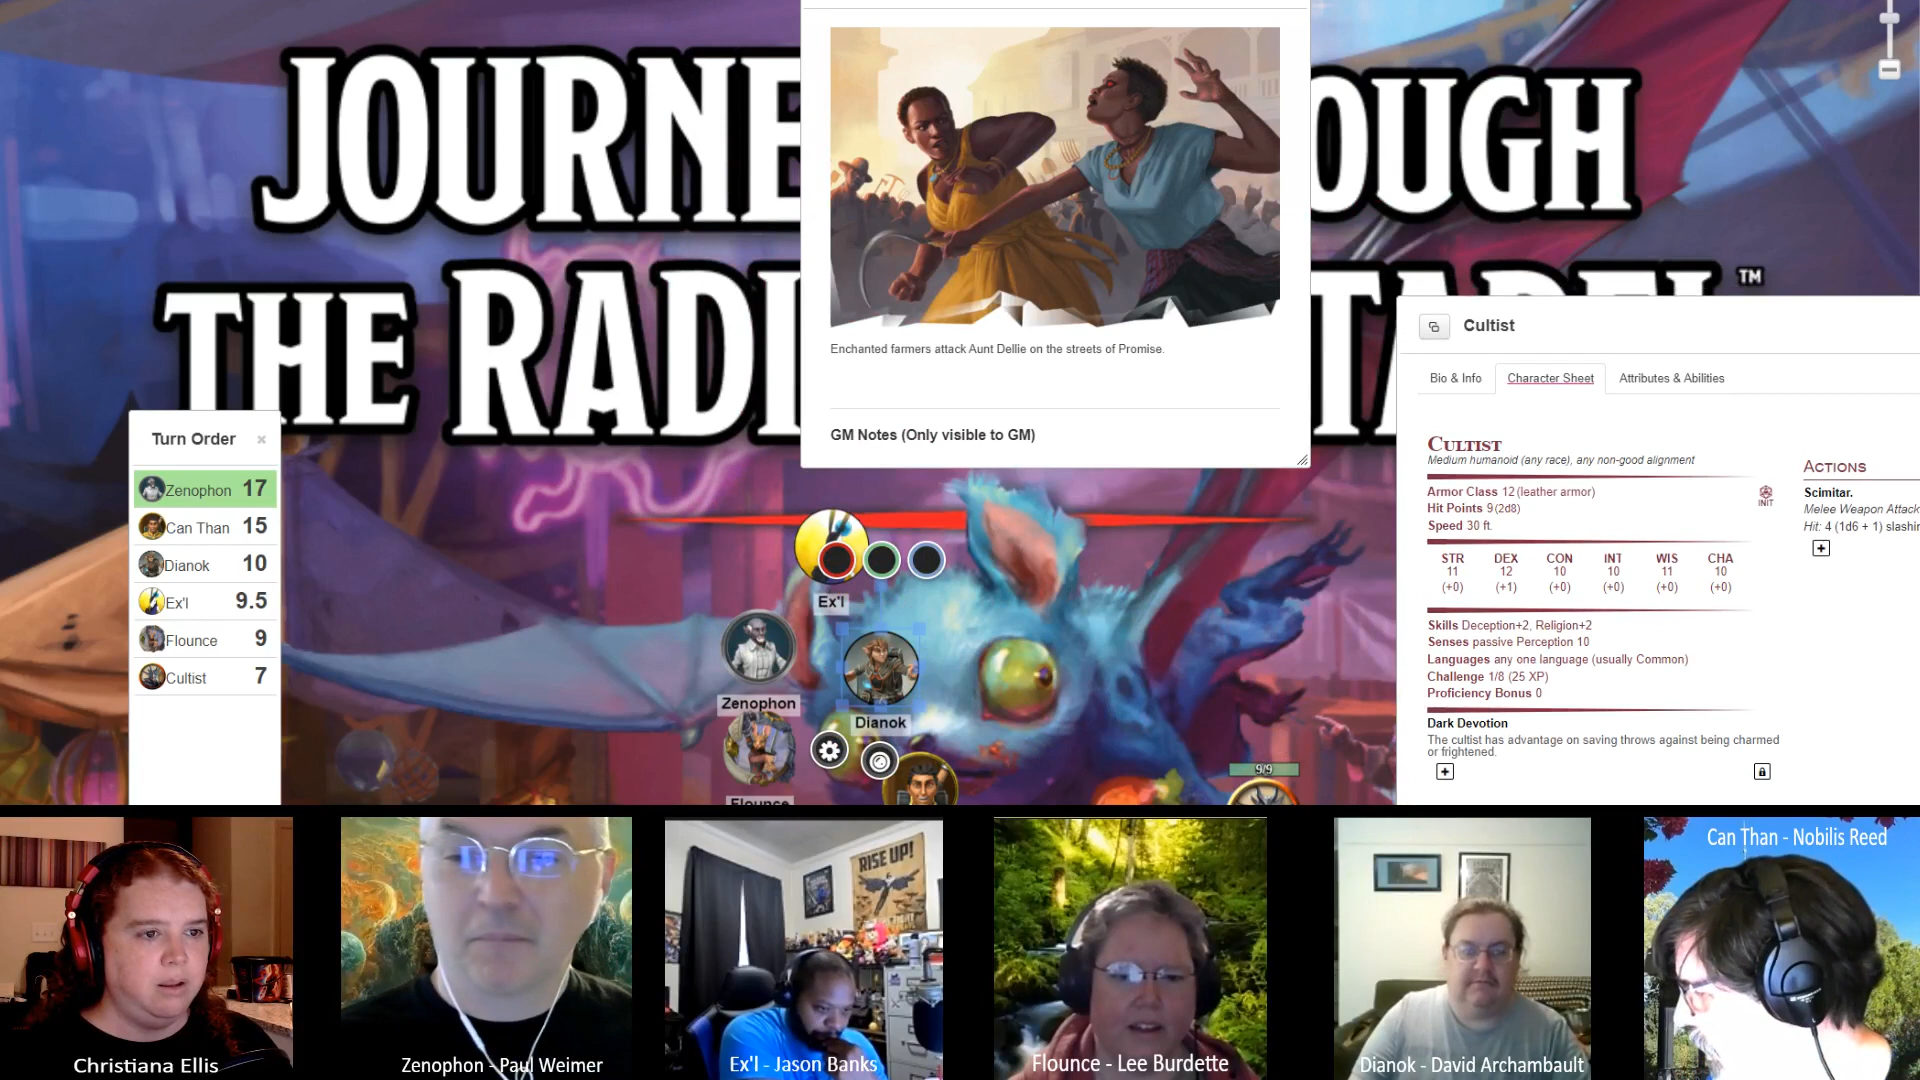 JOURNE OUGH
THE RADI TADEL ™
Enchanted farmers attack Aunt Dellie on the streets of Promise.
GM Notes (Only visible to GM)
Turn Order ×
Zenophon 17
Can Than 15
Dianok 10
Ex'l 9.5
Flounce 9
Cultist 7
Ex'l
Zenophon
Dianok
Flounce
9/9
Cultist
Bio & Info Character Sheet Attributes & Abilities
CULTIST
Medium humanoid (any race), any non-good alignment
Armor Class 12 (leather armor)
Hit Points 9 (2d8)
Speed 30 ft.
INIT
STR DEX CON INT WIS CHA
11 12 10 10 11 10
(+0) (+1) (+0) (+0) (+0) (+0)
Skills Deception+2, Religion+2
Senses passive Perception 10
Languages any one language (usually Common)
Challenge 1/8 (25 XP)
Proficiency Bonus 0
Dark Devotion
The cultist has advantage on saving throws against being charmed
or frightened.
ACTIONS
Scimitar.
Melee Weapon Attack
Hit: 4 (1d6 + 1) slashin
RISE UP!
Christiana Ellis
Zenophon - Paul Weimer
Ex'l - Jason Banks
Flounce - Lee Burdette
Dianok - David Archambault
Can Than - Nobilis Reed